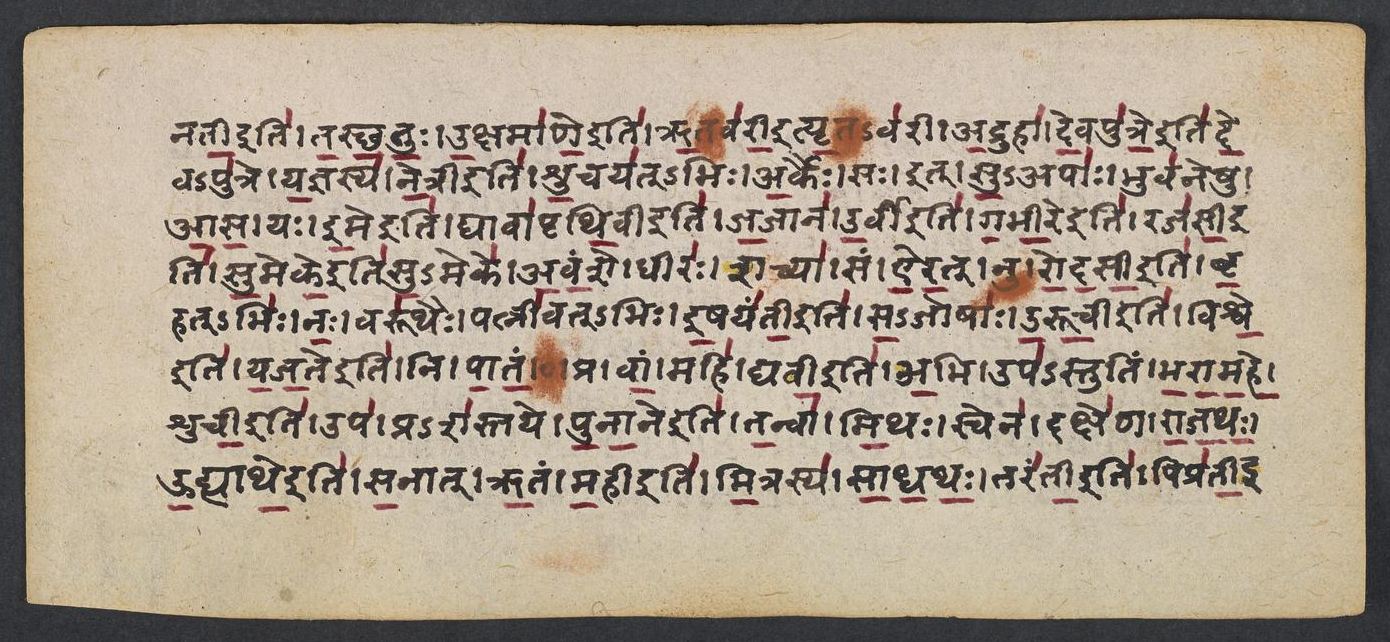 नती इति । तस्थतुः । उक्षमाणे इति । ऋतवरी इत्यृतऽवरी । अद्रुहा । देवपुत्रे इति दे
वऽपुत्रे । यज्ञस्य । नेत्री इति । शुचयत्ऽभिः । अर्कैः । सः । इत् । सुऽअपाः । भुवनेषु ।
आस । यः । इमे इति । द्यावापृथिवी इति । जजान । उर्वी इति । गभीरे इति । रजसी इ
ति । सुमेके इति सुऽमेके । अवंशे । धीरः । शच्या । सं । ऐरत् । नु । रोदसी इति । बृ
हत्ऽभिः । नः । वरूथैः । पत्नीवत्ऽभिः । इषयंती इति । सऽजोषाः । उरूची इति । विश्वे
इति । यजते इति । नि । पातं । । प्र । वां । महि । द्यवी इति । अभि । उपऽस्तुतिं । भरामहे ।
शुची इति । उप । प्रऽशस्तये । पुनाने इति । तन्वा । मिथः । स्वेन । दक्षेण । राजथः ।
ऊह्याथे इति । सनात् । ऋतं । मही इति । मित्रस्य । साधथः । तरंती इति । पिप्रती इ